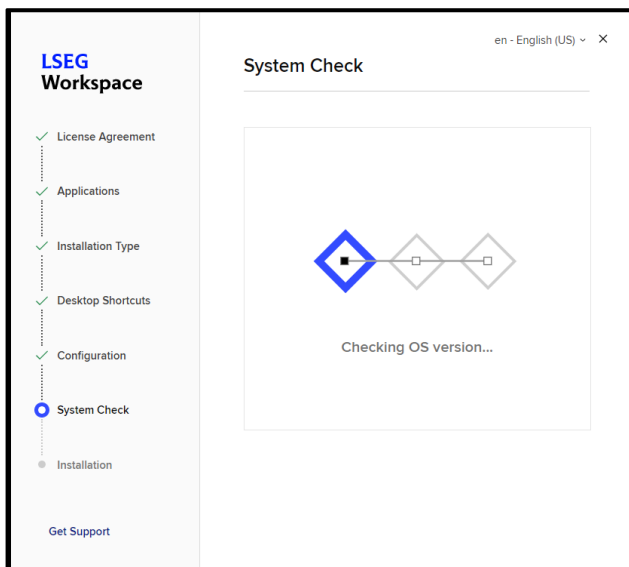 en - English (US)
LSEG
Workspace
System Check
License Agreement
Applications
Installation Type
Desktop Shortcuts
Configuration
System Check
Installation
Checking OS version...
Get Support